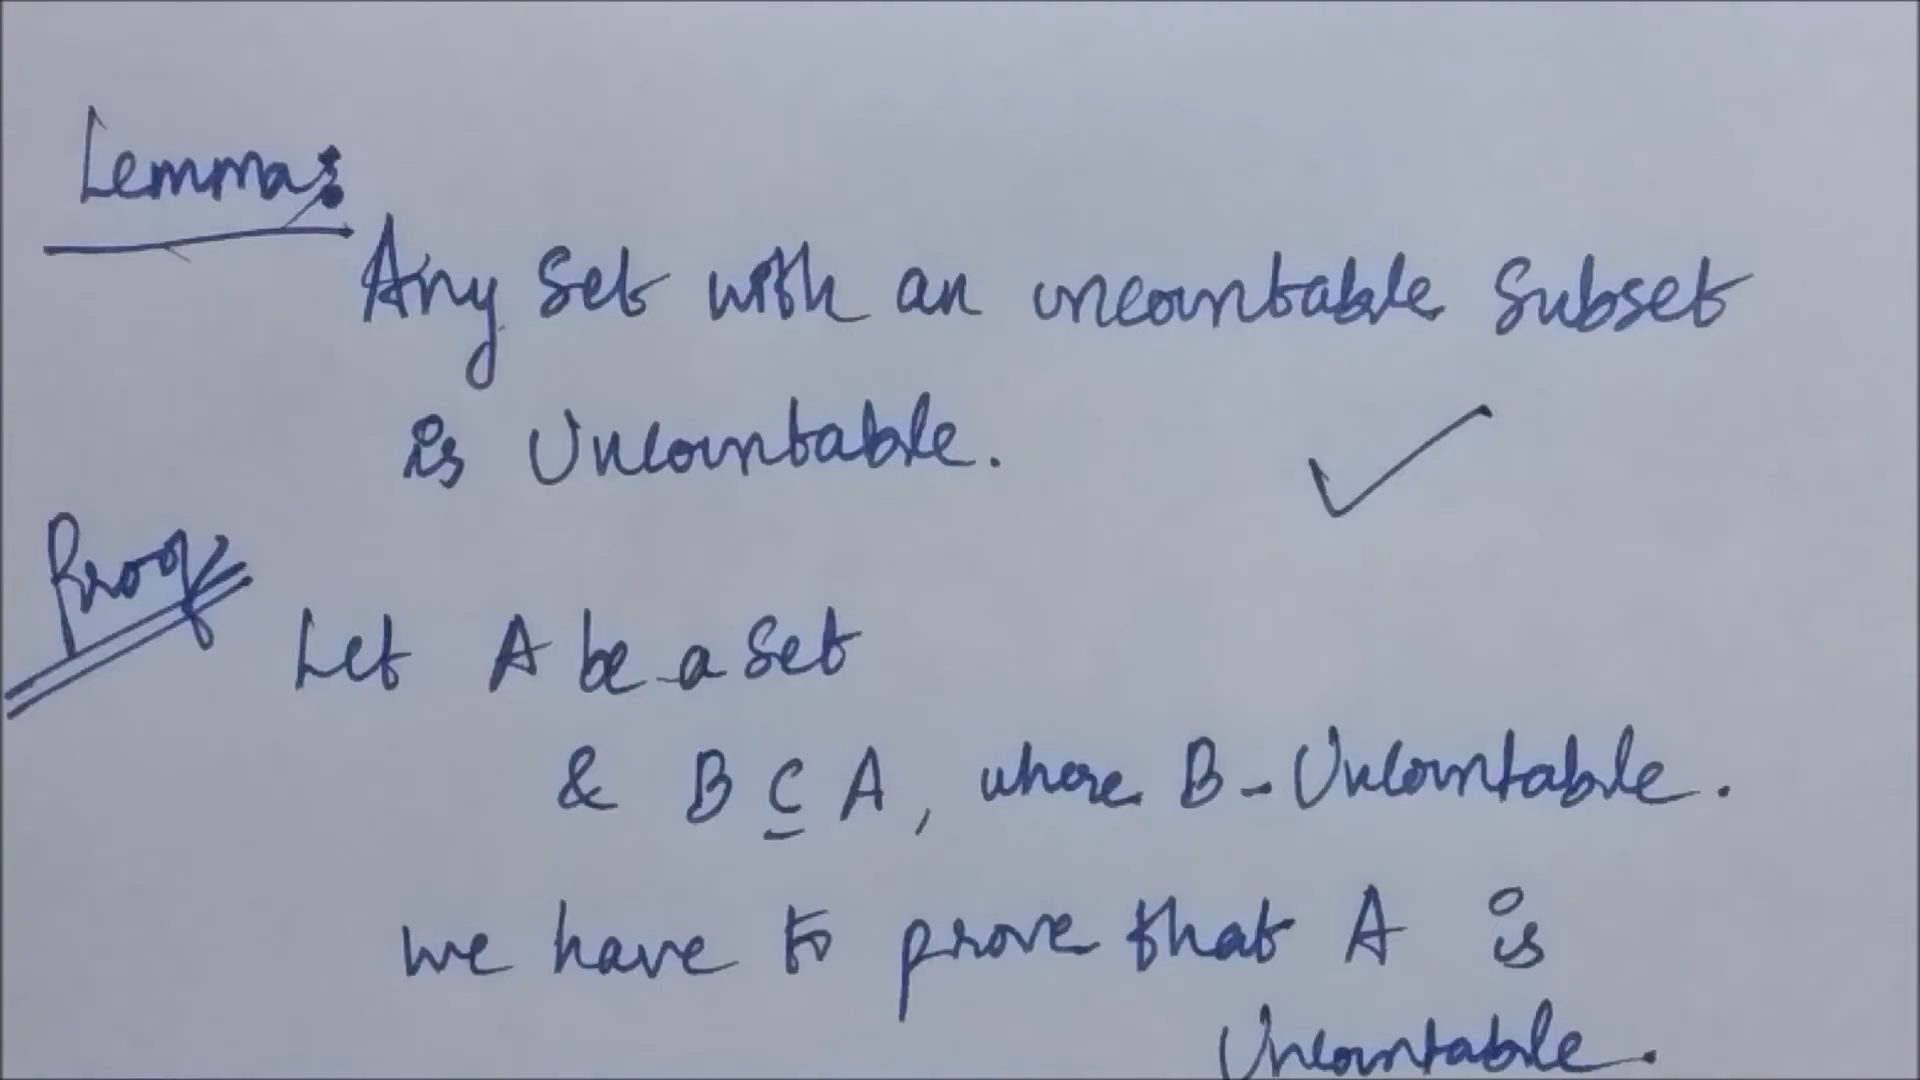 Lemma:
Any Set with an uncountable Subset
is Uncountable.
Proof
Let A be a set
& B ⊆ A, where B - Uncountable.
we have to prove that A is
Uncountable.